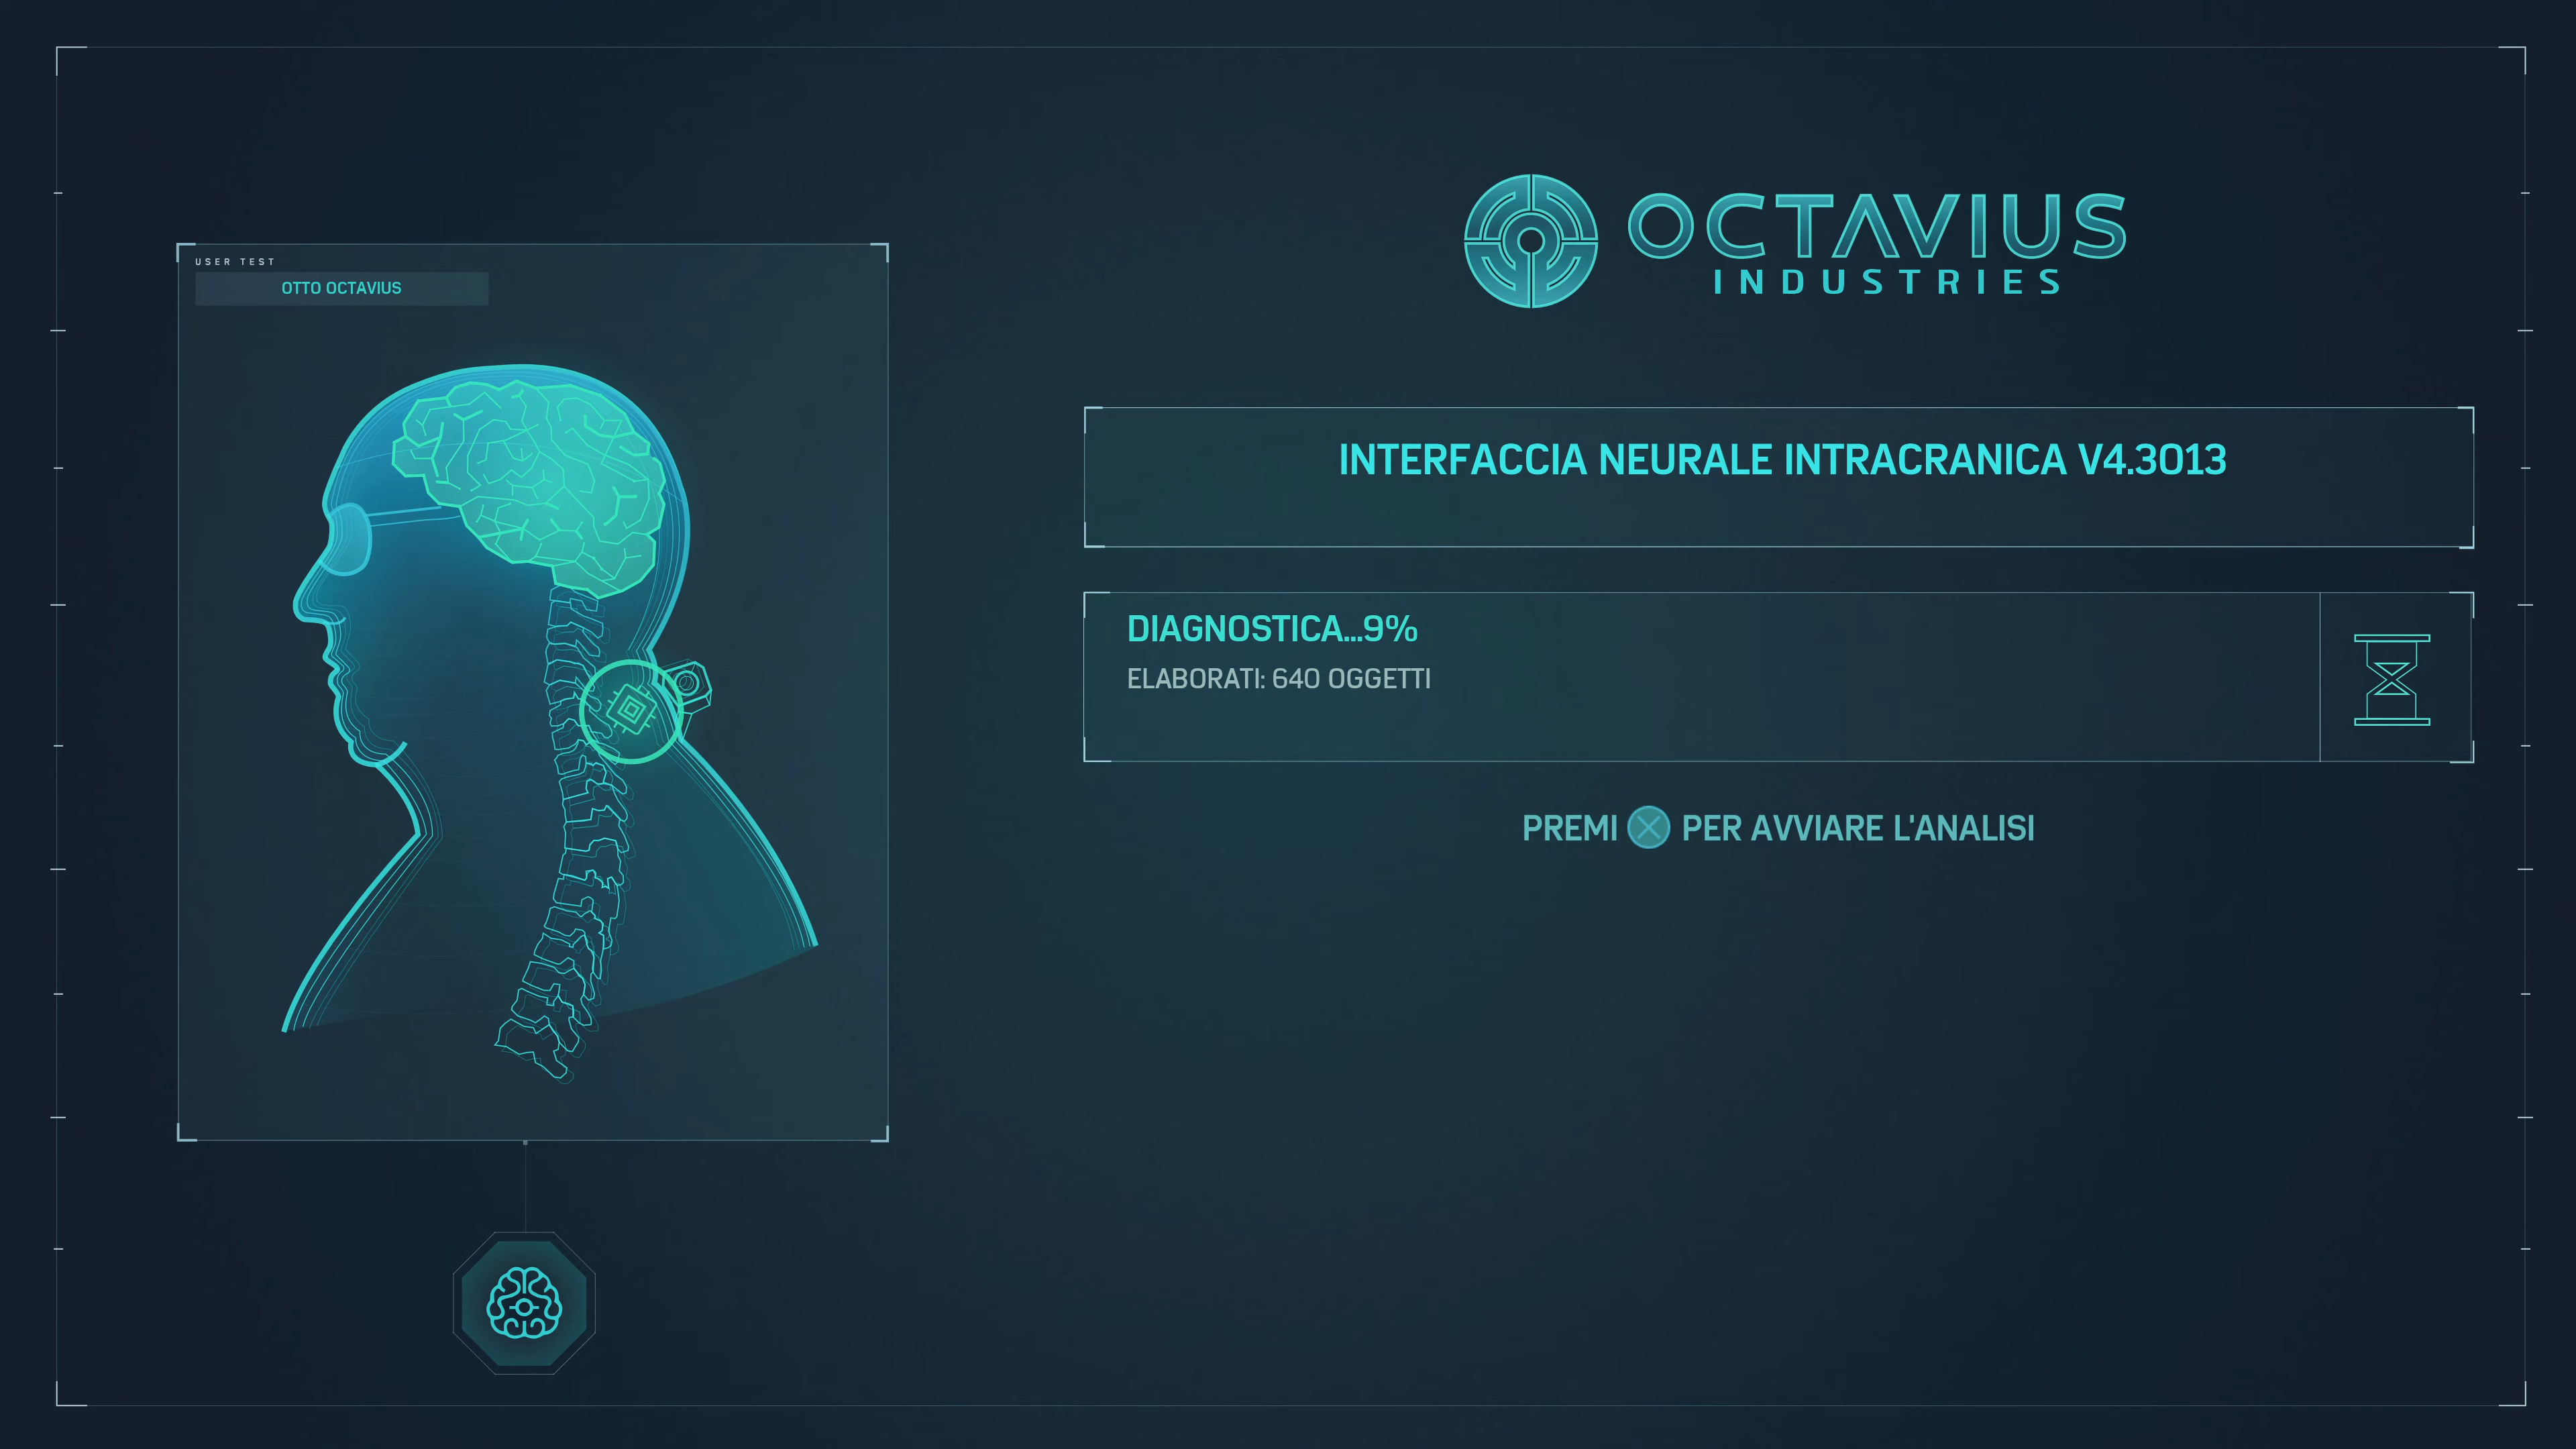 USER TEST
OTTO OCTAVIUS
OCTAVIUS
INDUSTRIES
INTERFACCIA NEURALE INTRACRANICA V4.3013
DIAGNOSTICA...9%
ELABORATI: 640 OGGETTI
PREMI PER AVVIARE L'ANALISI